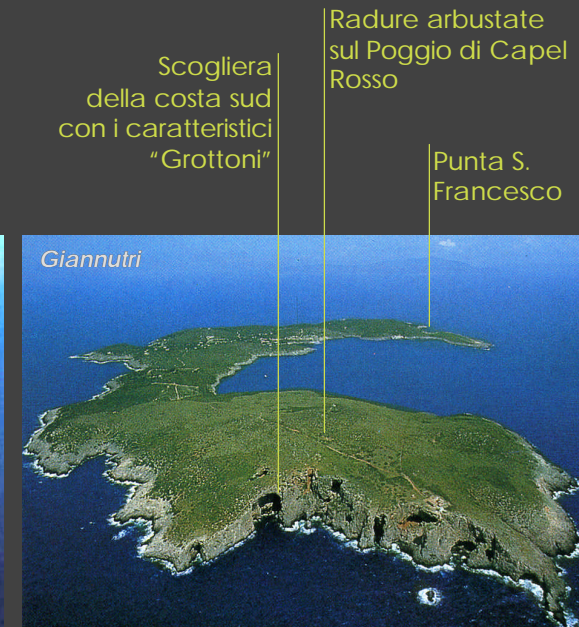 Scogliera
della costa sud
con i caratteristici
“Grottoni”
Radure arbustate
sul Poggio di Capel
Rosso
Punta S.
Francesco
Giannutri